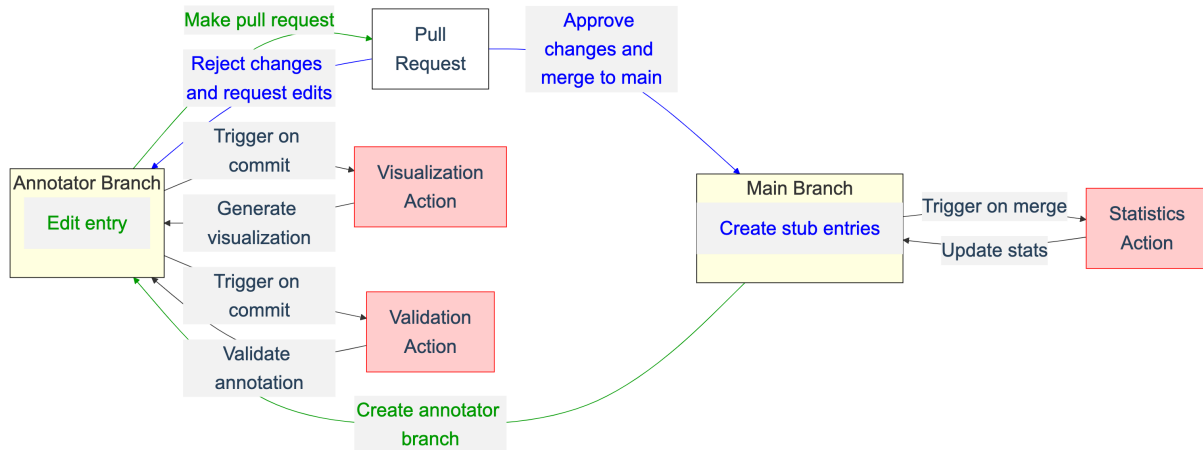 Make pull request
Pull
Request
Approve
changes and
merge to main
Reject changes
and request edits
Trigger on
commit
Visualization
Action
Annotator Branch
Edit entry
Generate
visualization
Main Branch
Create stub entries
Trigger on merge
Statistics
Action
Update stats
Trigger on
commit
Validation
Action
Validate
annotation
Create annotator
branch